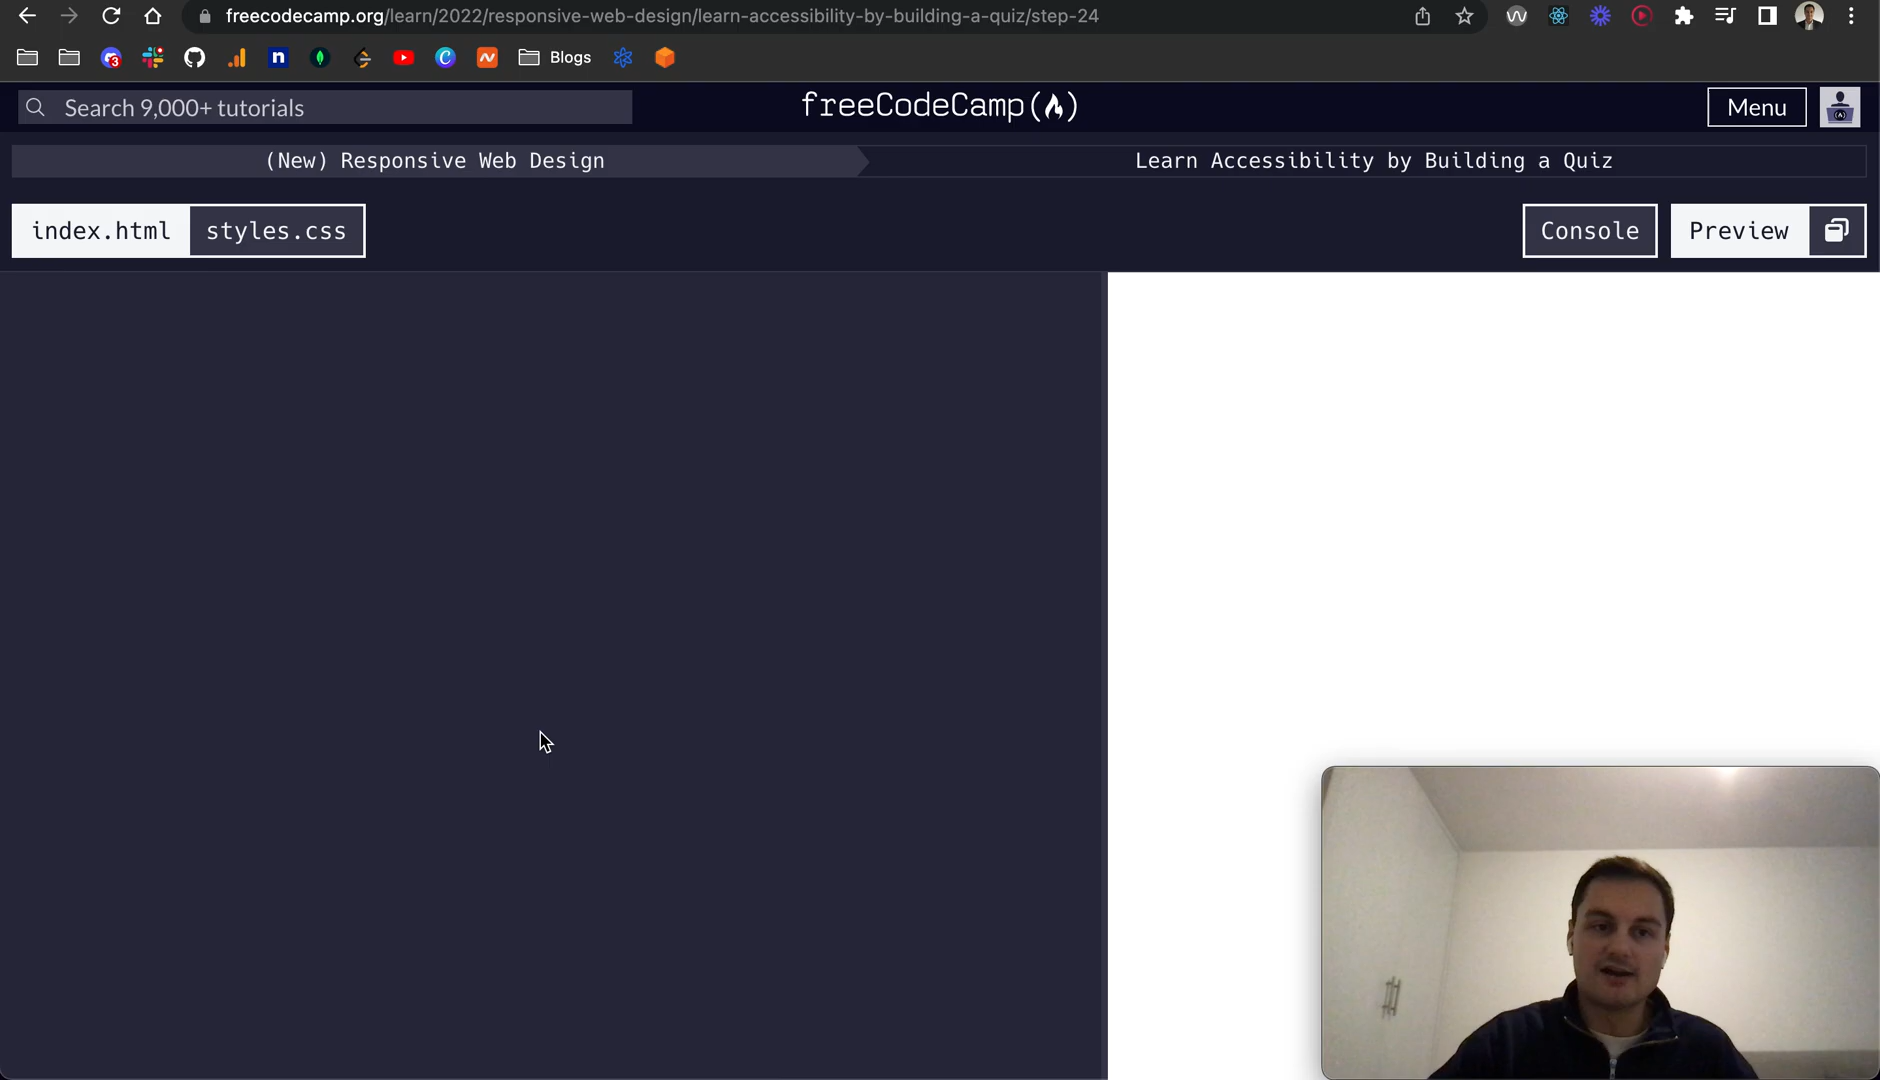 freecodecamp.org/learn/2022/responsive-web-design/learn-accessibility-by-building-a-quiz/step-24
3
n
C
Blogs
Search 9,000+ tutorials
freeCodeCamp(🔥)
Menu
(A)
(New) Responsive Web Design
Learn Accessibility by Building a Quiz
index.html
styles.css
Console
Preview